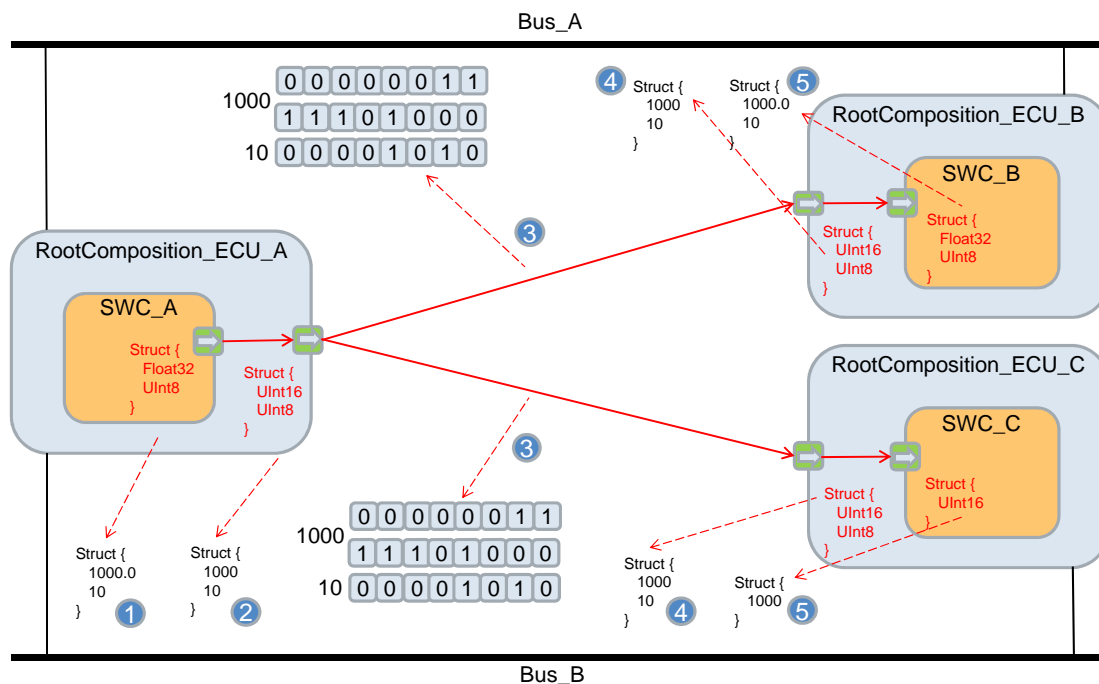 Bus_A
0 0 0 0 0 0 1 1
1000
1 1 1 0 1 0 0 0
10 0 0 0 0 1 0 1 0
3
4
Struct {
1000
10
}
Struct {
1000.0
10
}
5
RootComposition_ECU_B
SWC_B
Struct {
UInt16
UInt8
}
Struct {
Float32
UInt8
}
RootComposition_ECU_A
SWC_A
Struct {
Float32
UInt8
}
Struct {
UInt16
UInt8
}
RootComposition_ECU_C
SWC_C
Struct {
UInt16
UInt8
}
Struct {
UInt16
}
3
0 0 0 0 0 0 1 1
1000
1 1 1 0 1 0 0 0
10 0 0 0 0 1 0 1 0
Struct {
1000.0
10
}
1
Struct {
1000
10
}
2
Struct {
1000
10
}
4
Struct {
1000
}
5
Bus_B